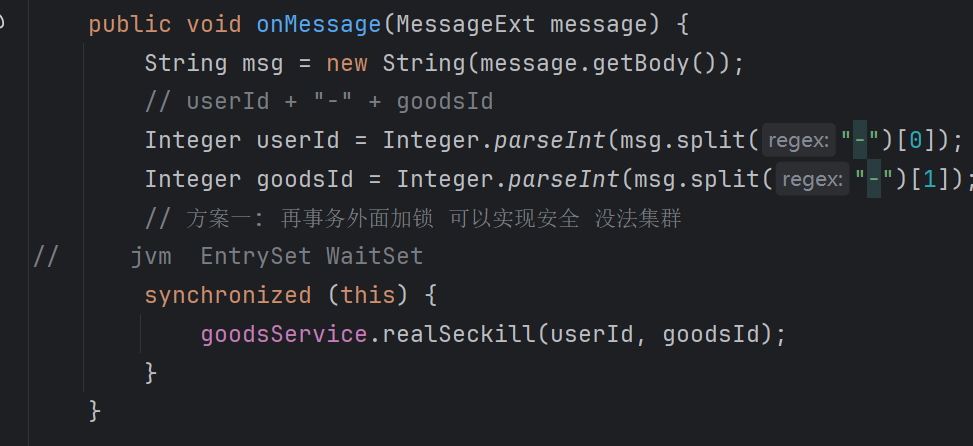 public void onMessage(MessageExt message) {
String msg = new String(message.getBody());
// userId + "-" + goodsId
Integer userId = Integer.parseInt(msg.split( regex: "-")[0]);
Integer goodsId = Integer.parseInt(msg.split( regex: "-")[1]);
// 方案一: 再事务外面加锁 可以实现安全 没法集群
// jvm EntrySet WaitSet
synchronized (this) {
goodsService.realSeckill(userId, goodsId);
}
}